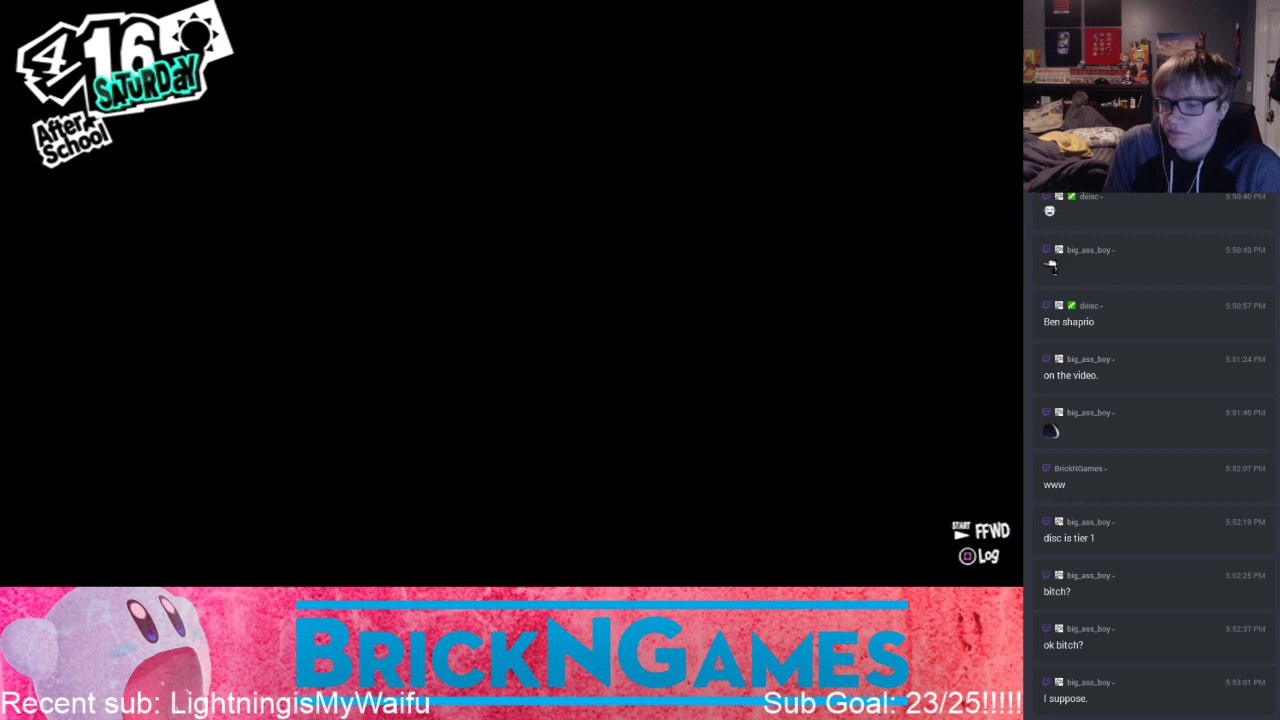 4 16
SATURDAY
After
School
START FFWD
Log
BRICKNGAMES
Recent sub: LightningisMyWaifu
Sub Goal: 23/25!!!!!
diiisc 5:50:40 PM
big_ass_boy 5:50:43 PM
diiisc 5:50:57 PM
Ben shaprio
big_ass_boy 5:51:24 PM
on the video.
big_ass_boy 5:51:40 PM
BrickNGames 5:52:07 PM
www
big_ass_boy 5:52:19 PM
disc is tier 1
big_ass_boy 5:52:25 PM
bitch?
big_ass_boy 5:52:37 PM
ok bitch?
big_ass_boy 5:53:01 PM
I suppose.